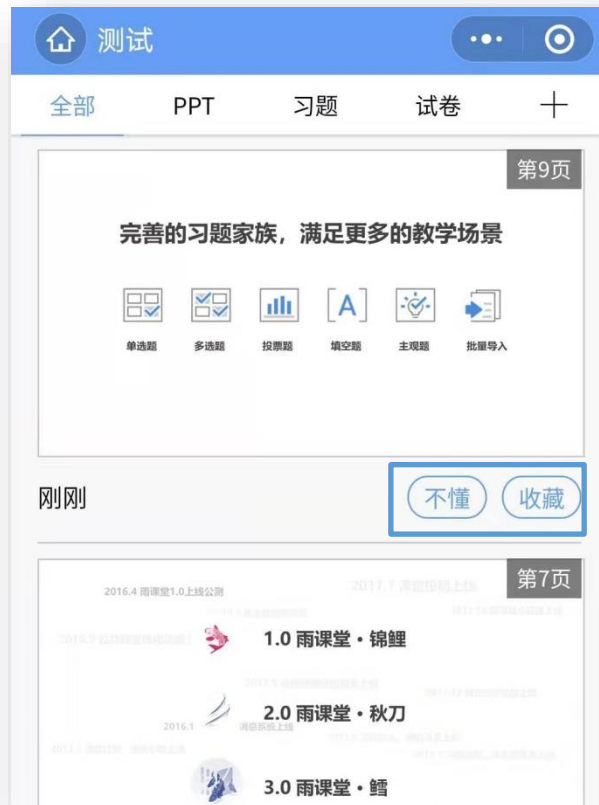 测试
全部 PPT 习题 试卷
第9页
完善的习题家族，满足更多的教学场景
A
单选题 多选题 投票题 填空题 主观题 批量导入
刚刚 不懂 收藏
第7页
2016.4 雨课堂1.0上线公测
1.0 雨课堂·锦鲤
2.0 雨课堂·秋刀
2016.1
3.0 雨课堂·鳕